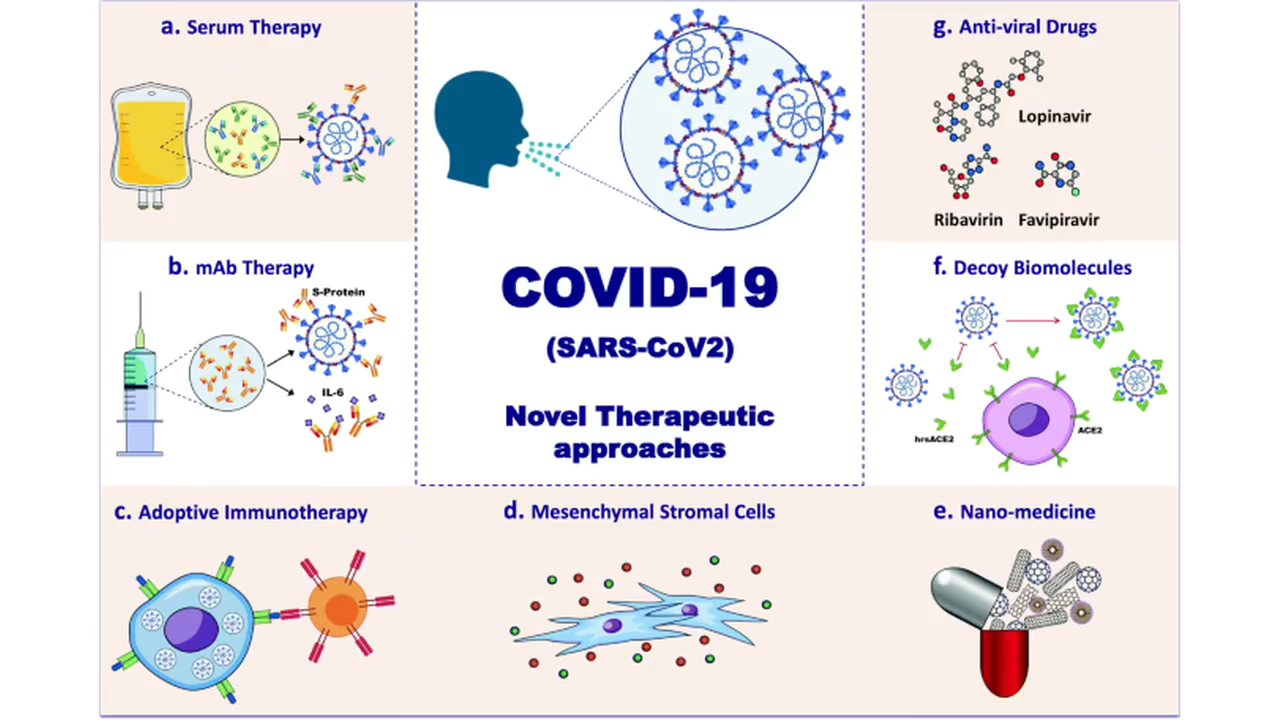 a. Serum Therapy
g. Anti-viral Drugs
Lopinavir
Ribavirin
Favipiravir
b. mAb Therapy
S-Protein
IL-6
COVID-19
(SARS-CoV2)
Novel Therapeutic
approaches
f. Decoy Biomolecules
hrsACE2
ACE2
c. Adoptive Immunotherapy
d. Mesenchymal Stromal Cells
e. Nano-medicine